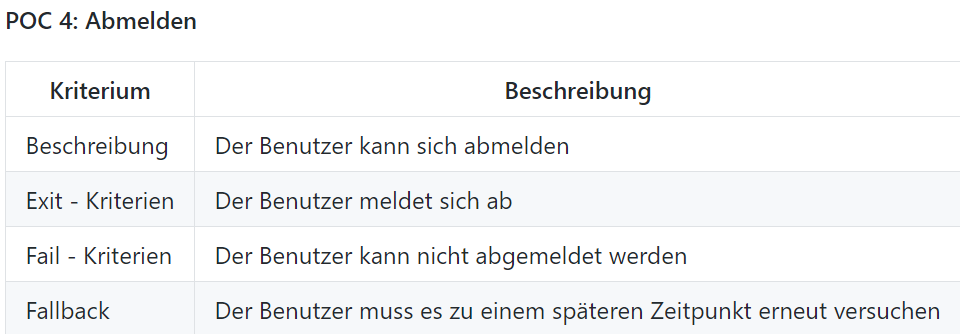 POC 4: Abmelden
Kriterium Beschreibung
Beschreibung Der Benutzer kann sich abmelden
Exit - Kriterien Der Benutzer meldet sich ab
Fail - Kriterien Der Benutzer kann nicht abgemeldet werden
Fallback Der Benutzer muss es zu einem späteren Zeitpunkt erneut versuchen